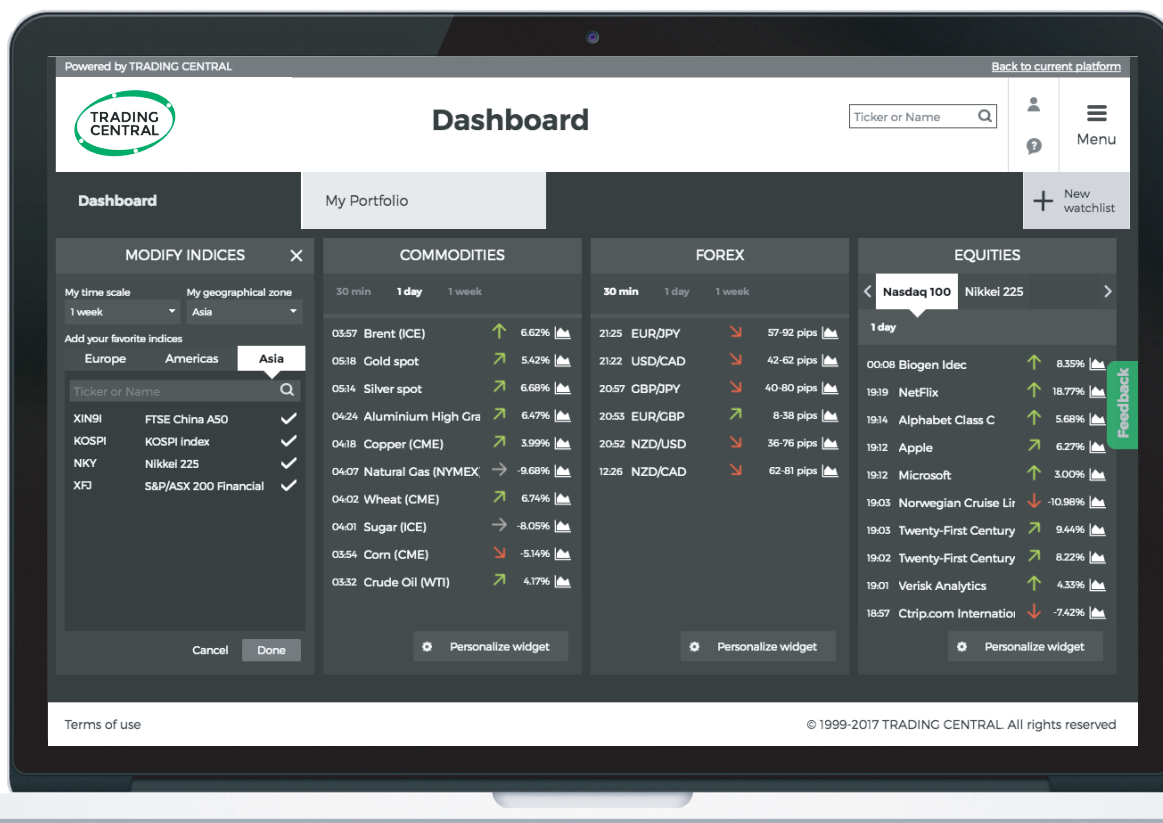 Powered by TRADING CENTRAL
Back to current platform
TRADING
CENTRAL
Dashboard
Ticker or Name
Menu
Dashboard
My Portfolio
New
watchlist
MODIFY INDICES
My time scale My geographical zone
1 week Asia
Add your favorite indices
Europe Americas Asia
Ticker or Name
XIN9I FTSE China A50
KOSPI KOSPI index
NKY Nikkei 225
XFJ S&P/ASX 200 Financial
Cancel Done
COMMODITIES
30 min 1 day 1 week
03:57 Brent (ICE) 6.62%
05:18 Gold spot 5.42%
05:14 Silver spot 6.68%
04:24 Aluminium High Gra 6.47%
04:18 Copper (CME) 3.99%
04:07 Natural Gas (NYMEX) -9.68%
04:02 Wheat (CME) 6.74%
04:01 Sugar (ICE) -8.05%
03:54 Corn (CME) -5.14%
03:32 Crude Oil (WTI) 4.17%
Personalize widget
FOREX
30 min 1 day 1 week
21:25 EUR/JPY 57-92 pips
21:22 USD/CAD 42-62 pips
20:57 GBP/JPY 40-80 pips
20:53 EUR/GBP 8-38 pips
20:52 NZD/USD 36-76 pips
12:26 NZD/CAD 62-81 pips
Personalize widget
EQUITIES
Nasdaq 100 Nikkei 225
1 day
00:08 Biogen Idec 8.35%
19:19 NetFlix 18.77%
19:14 Alphabet Class C 5.68%
19:12 Apple 6.27%
19:12 Microsoft 3.00%
19:03 Norwegian Cruise Lir -10.98%
19:03 Twenty-First Century 9.44%
19:02 Twenty-First Century 8.22%
19:01 Verisk Analytics 4.33%
18:57 Ctrip.com Internatio -7.42%
Personalize widget
Feedback
Terms of use
© 1999-2017 TRADING CENTRAL. All rights reserved